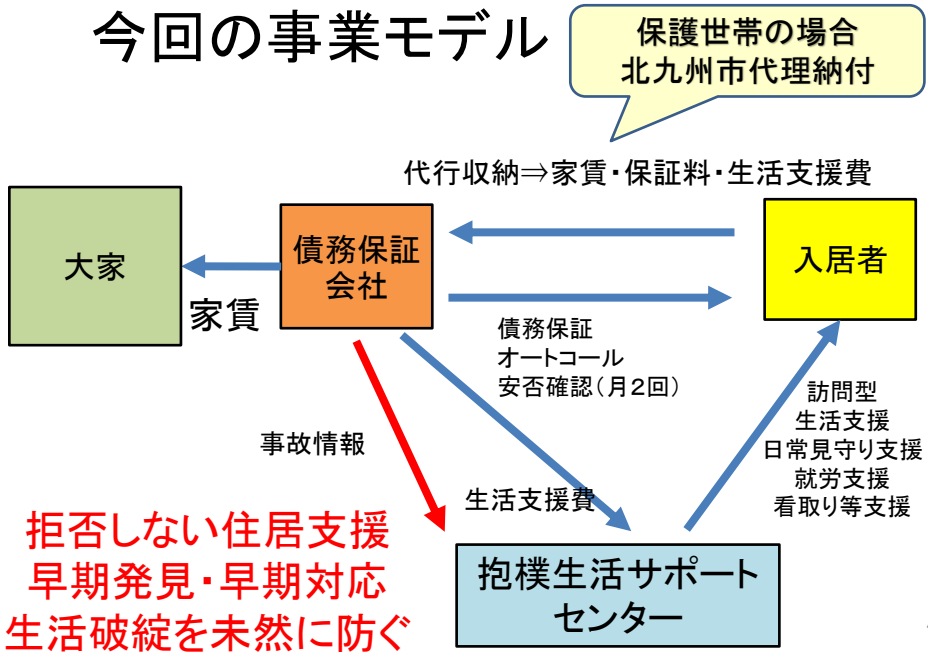 今回の事業モデル
保護世帯の場合
北九州市代理納付
代行収納⇒家賃・保証料・生活支援費
大家
債務保証
会社
入居者
家賃
債務保証
オートコール
安否確認(月2回)
訪問型
生活支援
日常見守り支援
就労支援
看取り等支援
事故情報
生活支援費
拒否しない住居支援
早期発見・早期対応
生活破綻を未然に防ぐ
抱樸生活サポート
センター